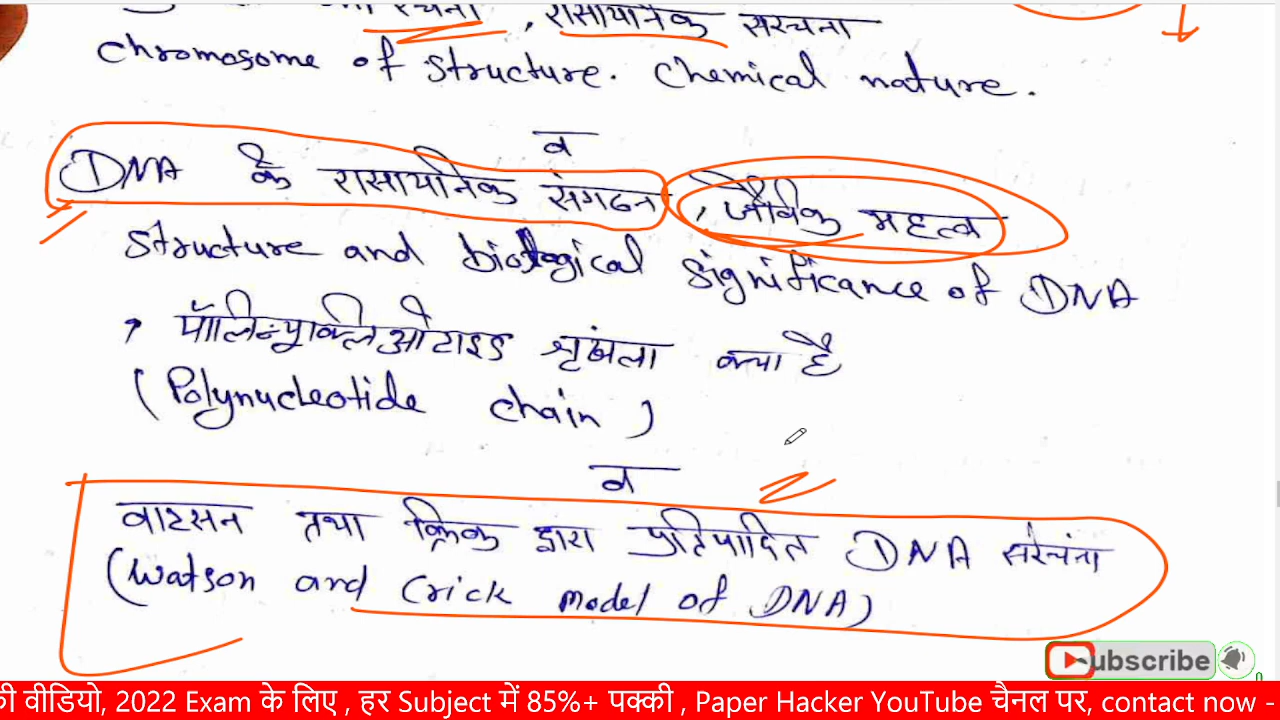 रचना , रासायनिक संरचना
chromosome of structure. Chemical nature.
व
DNA के रासायनिक संगठन , जैविक महत्व
structure and biological significance of DNA
, पॉलिन्यूक्लिओटाइड श्रृंखला क्या है
(Polynucleotide chain)
व
वाटसन तथा क्रिक द्वारा प्रतिपादित DNA संरचना
(Watson and Crick model of DNA)
Subscribe
की वीडियो, 2022 Exam के लिए , हर Subject में 85%+ पक्की , Paper Hacker YouTube चैनल पर, contact now -